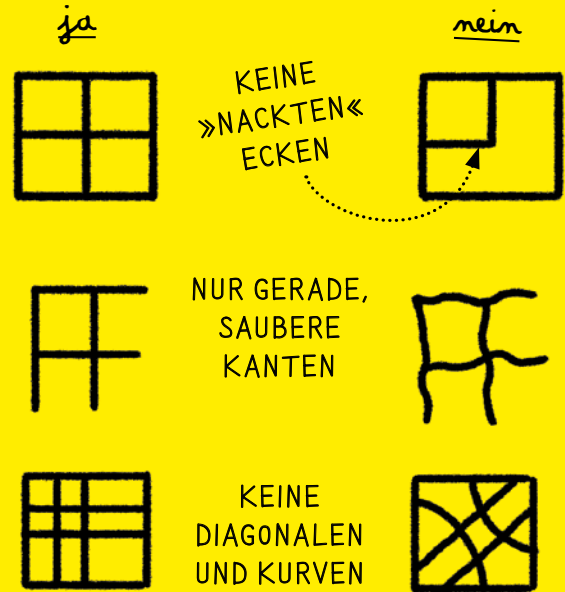 ja
nein
KEINE
»NACKTEN«
ECKEN
NUR GERADE,
SAUBERE
KANTEN
KEINE
DIAGONALEN
UND KURVEN